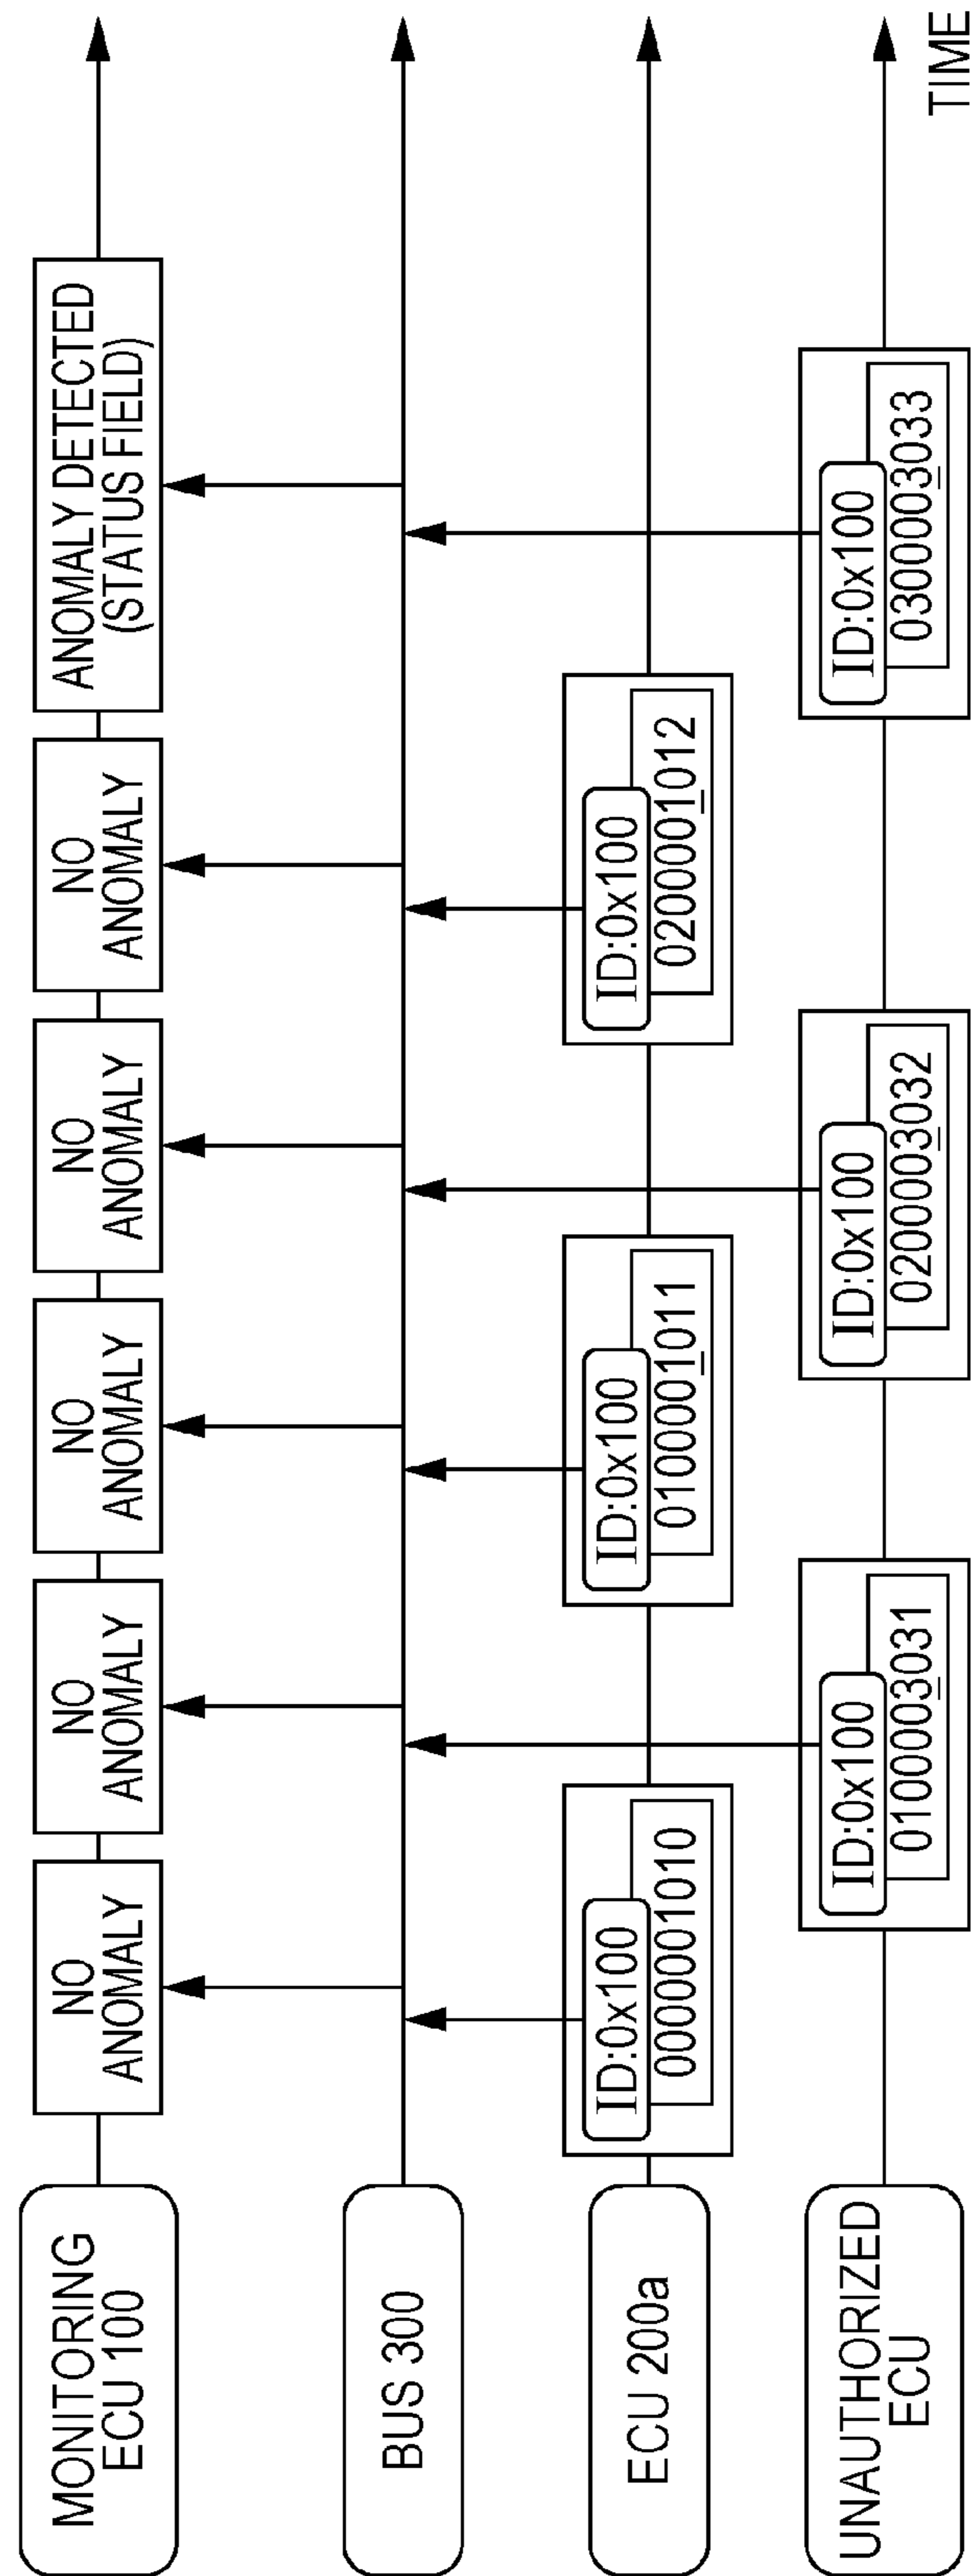 MONITORING
ECU 100
NO
ANOMALY
NO
ANOMALY
NO
ANOMALY
NO
ANOMALY
NO
ANOMALY
ANOMALY DETECTED
(STATUS FIELD)
BUS 300
ECU 200a
ID:0x100
0000001010
ID:0x100
0100001011
ID:0x100
0200001012
UNAUTHORIZED
ECU
ID:0x100
0100003031
ID:0x100
0200003032
ID:0x100
0300003033
TIME